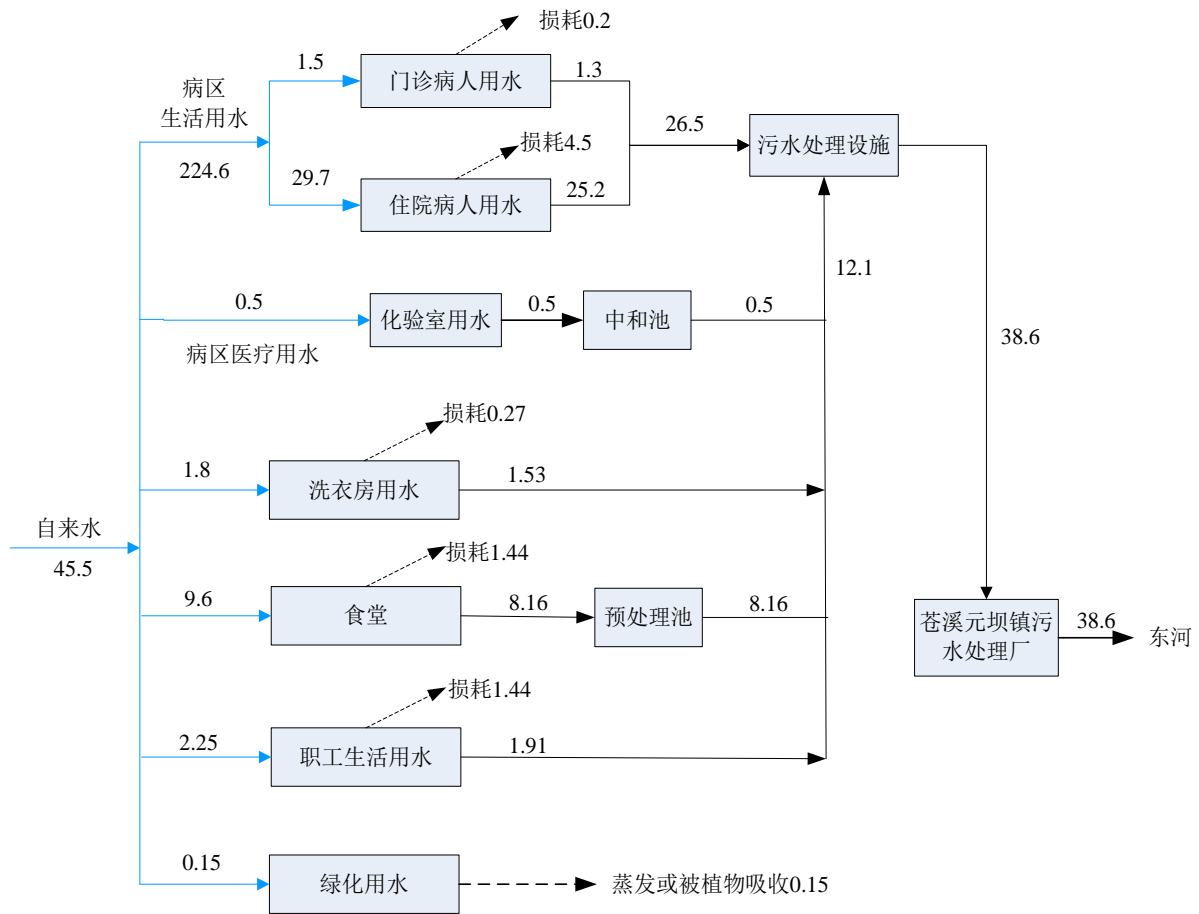 损耗0.2
1.5
门诊病人用水
1.3
病区
生活用水
224.6
26.5
污水处理设施
损耗4.5
29.7
住院病人用水
25.2
12.1
0.5
化验室用水
0.5
中和池
0.5
病区医疗用水
38.6
损耗0.27
1.8
洗衣房用水
1.53
自来水
45.5
损耗1.44
9.6
食堂
8.16
预处理池
8.16
苍溪元坝镇污
水处理厂
38.6
东河
损耗1.44
2.25
职工生活用水
1.91
0.15
绿化用水
蒸发或被植物吸收0.15